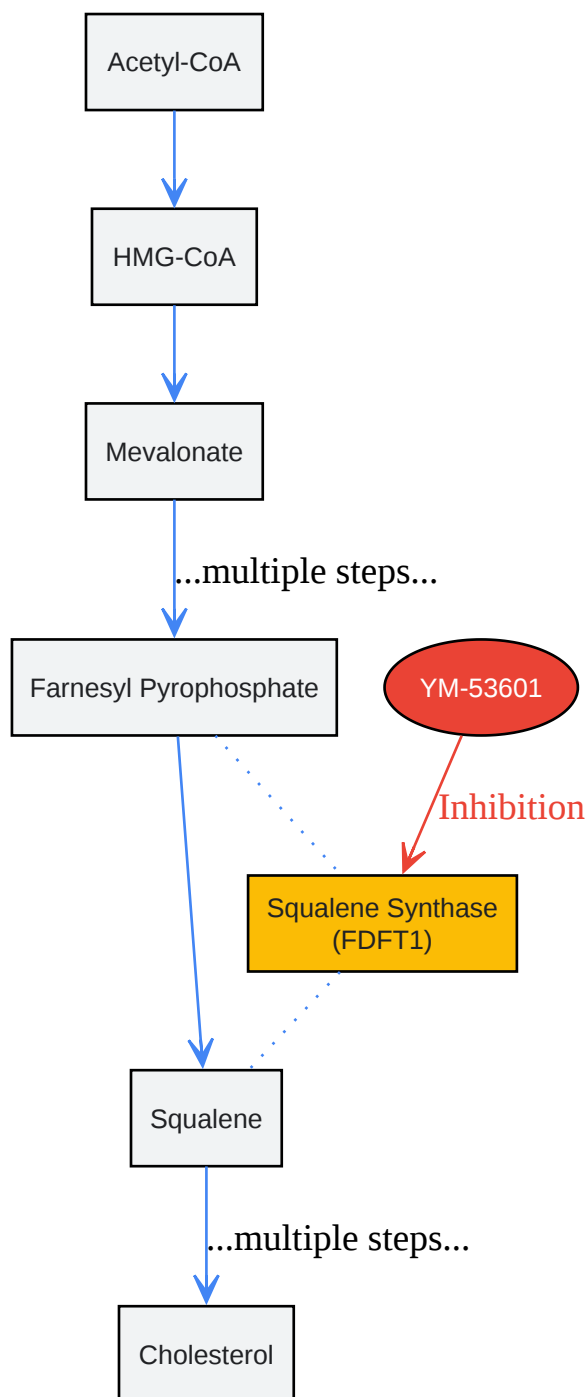 Acetyl-CoA
HMG-CoA
Mevalonate
...multiple steps...
Farnesyl Pyrophosphate
YM-53601
Inhibition
Squalene Synthase
(FDFT1)
Squalene
...multiple steps...
Cholesterol